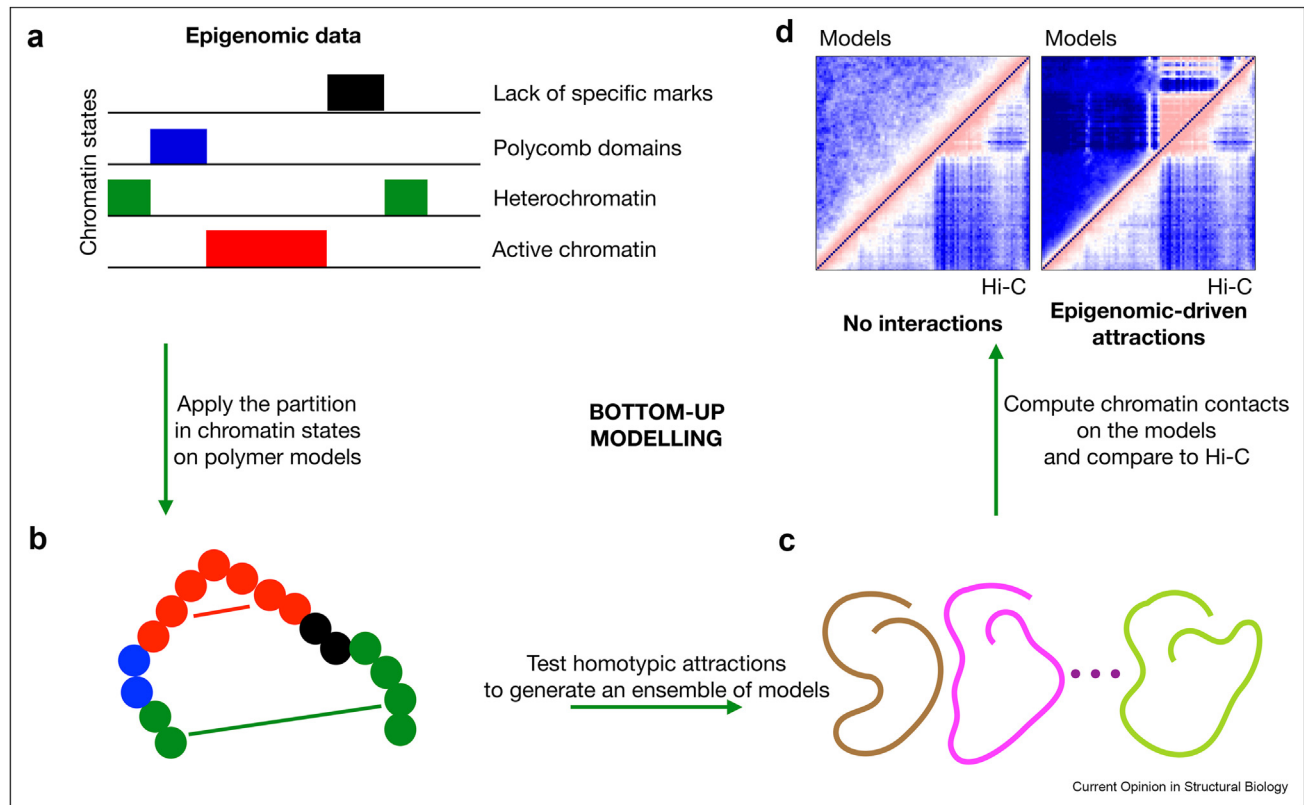 a
Epigenomic data
Chromatin states
Lack of specific marks
Polycomb domains
Heterochromatin
Active chromatin
Apply the partition
in chromatin states
on polymer models
BOTTOM-UP
MODELLING
b
Test homotypic attractions
to generate an ensemble of models
c
d
Models
Models
Hi-C
Hi-C
No interactions
Epigenomic-driven
attractions
Compute chromatin contacts
on the models
and compare to Hi-C
Current Opinion in Structural Biology